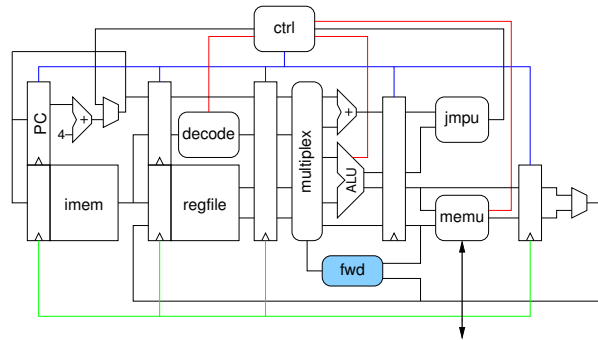 ctrl
PC
4
+
decode
multiplex
+
ALU
jmpu
imem
regfile
memu
fwd